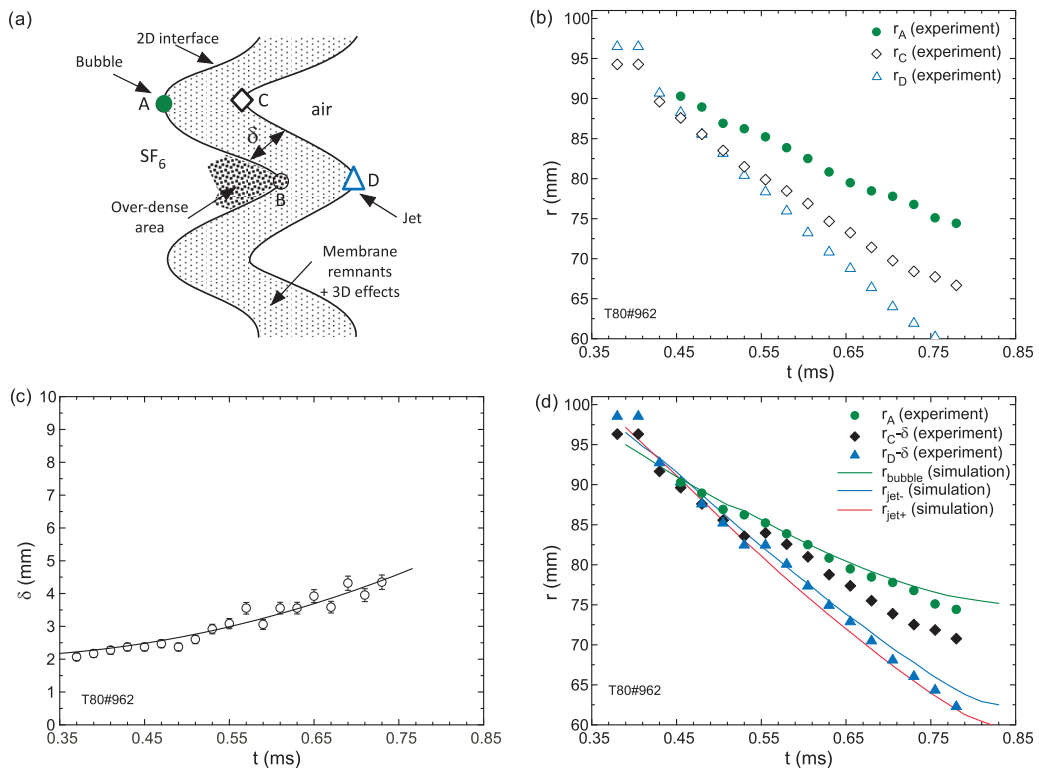 (a)
2D interface
Bubble
A
C
air
δ
SF6
B
D
Over-dense
area
Jet
Membrane
remnants
+ 3D effects
(b)
100
95
90
85
80
75
70
65
60
r (mm)
rA (experiment)
rC (experiment)
rD (experiment)
T80#962
0.35 0.45 0.55 0.65 0.75 0.85
t (ms)
(c)
10
9
8
7
6
5
4
3
2
1
0
δ (mm)
T80#962
0.35 0.45 0.55 0.65 0.75 0.85
t (ms)
(d)
100
95
90
85
80
75
70
65
60
r (mm)
rA (experiment)
rC-δ (experiment)
rD-δ (experiment)
rbubble (simulation)
rjet- (simulation)
rjet+ (simulation)
T80#962
0.35 0.45 0.55 0.65 0.75 0.85
t (ms)